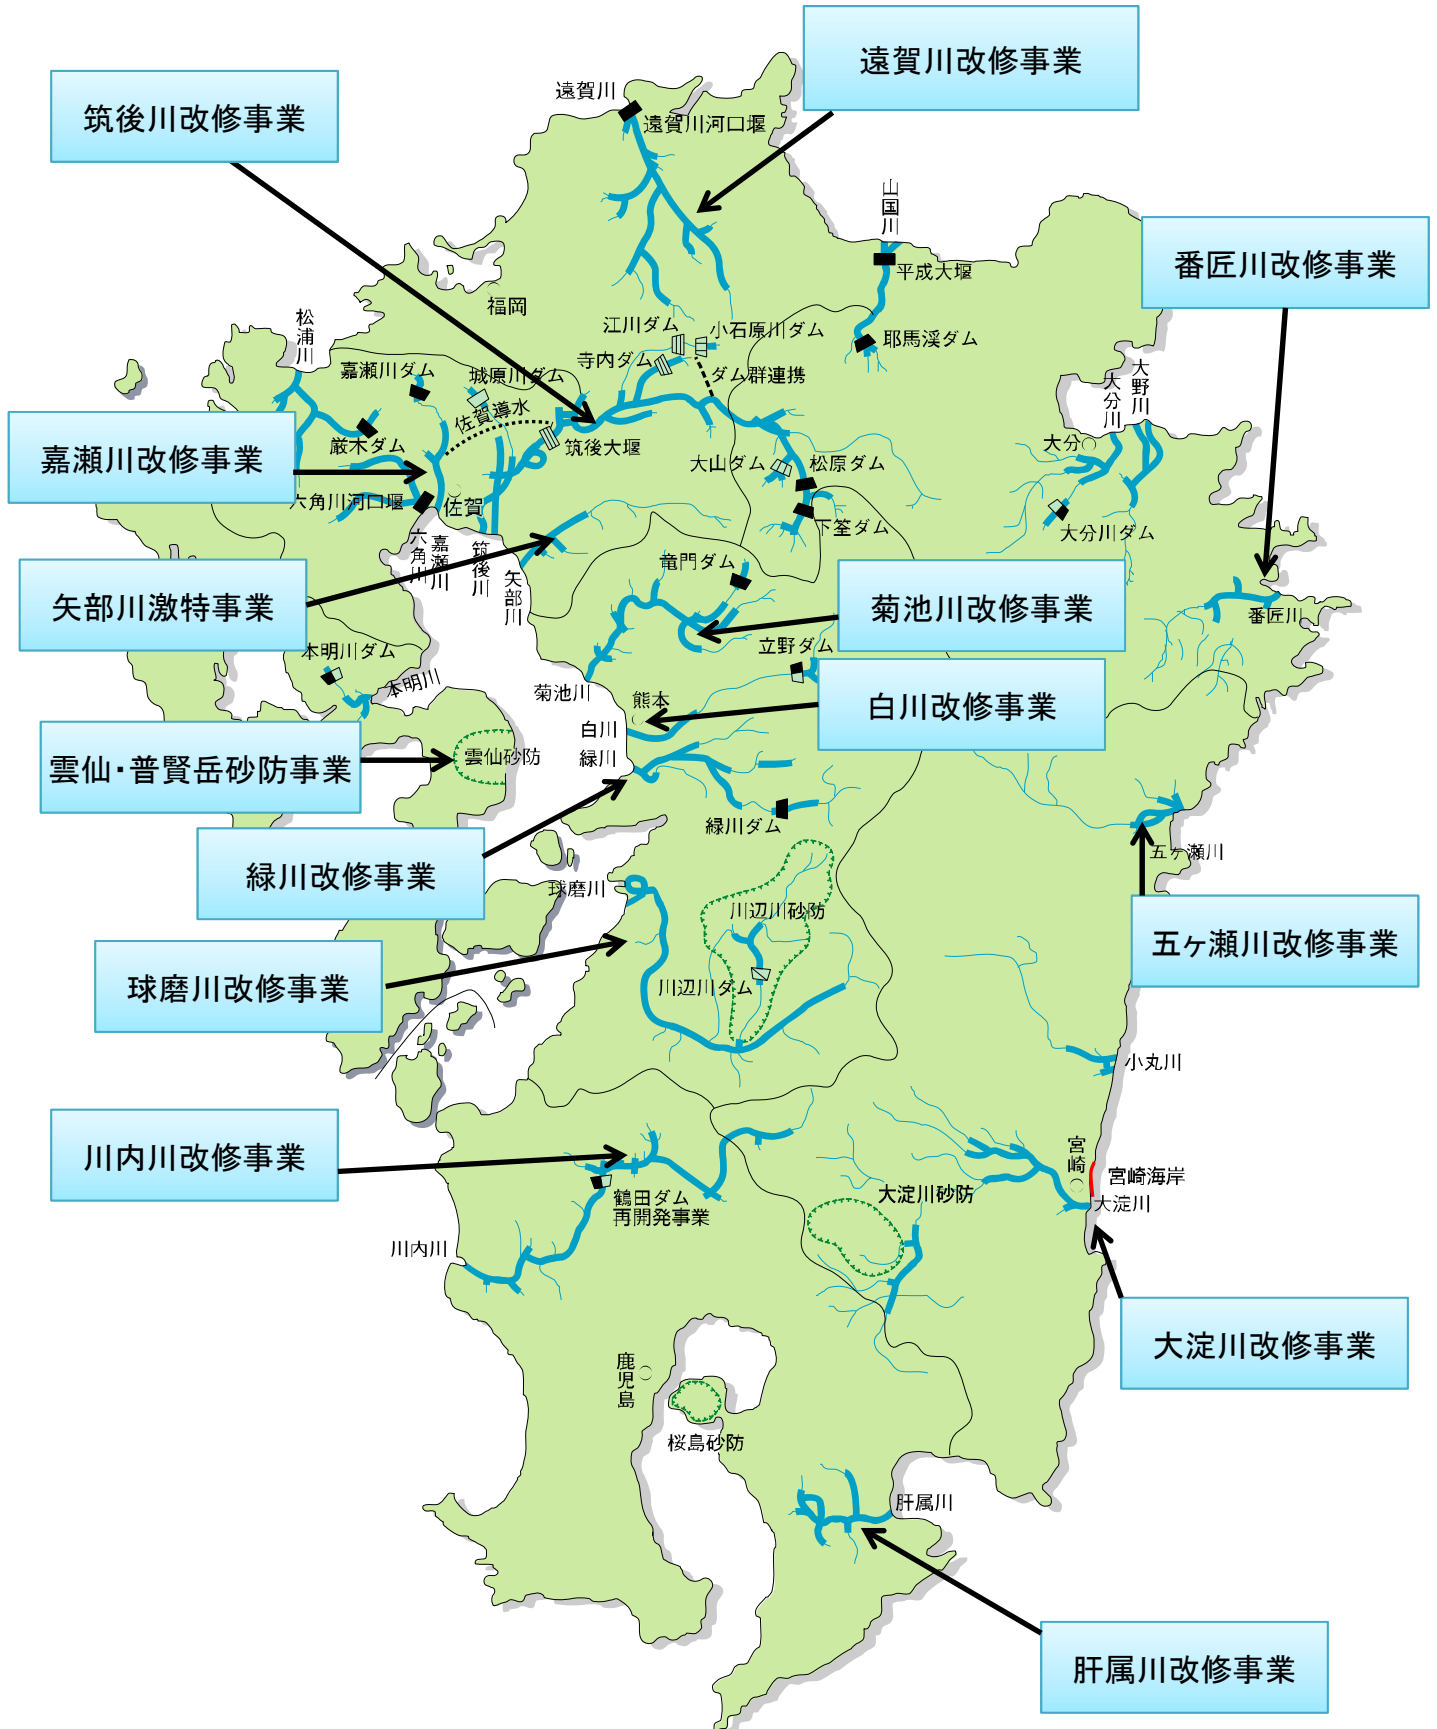 遠賀川改修事業
筑後川改修事業
遠賀川
遠賀川河口堰
山国川
平成大堰
番匠川改修事業
福岡
松浦川
江川ダム
小石原川ダム
耶馬渓ダム
寺内ダム
嘉瀬川ダム
城原川ダム
ダム群連携
大野川
大分川
佐賀導水
嘉瀬川改修事業
厳木ダム
筑後大堰
大分
大山ダム
松原ダム
六角川河口堰
佐賀
下筌ダム
大分川ダム
六角川
嘉瀬川
筑後川
矢部川
竜門ダム
矢部川激特事業
菊池川改修事業
番匠川
本明川ダム
立野ダム
本明川
菊池川
熊本
白川改修事業
白川
緑川
雲仙砂防
雲仙・普賢岳砂防事業
緑川ダム
五ヶ瀬川
緑川改修事業
球磨川
川辺川砂防
五ヶ瀬川改修事業
川辺川ダム
球磨川改修事業
小丸川
川内川改修事業
宮崎
宮崎海岸
鶴田ダム
再開発事業
大淀川砂防
大淀川
川内川
大淀川改修事業
鹿児島
桜島砂防
肝属川
肝属川改修事業